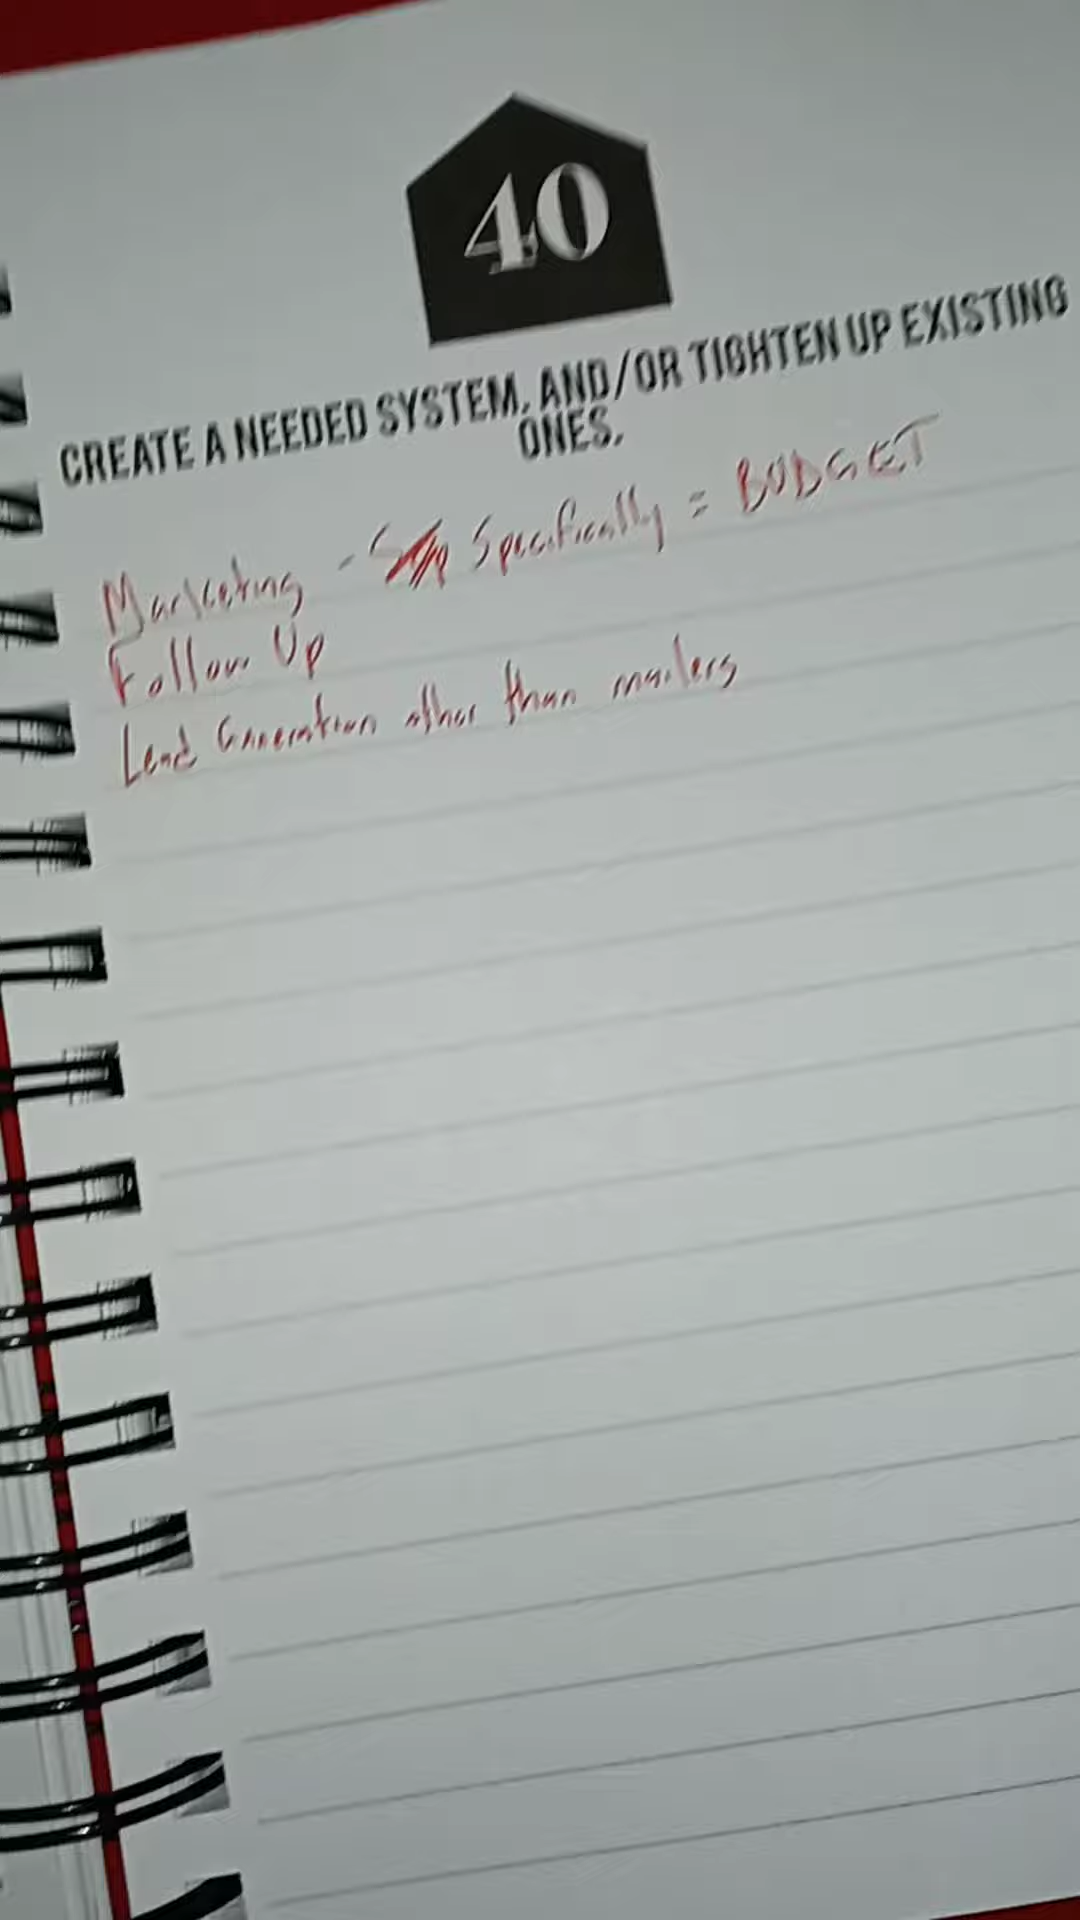 40
CREATE A NEEDED SYSTEM, AND/OR TIGHTEN UP EXISTING
ONES.
Marketing - Specifically = BUDGET
Follow Up
Lead Generation other than mailers